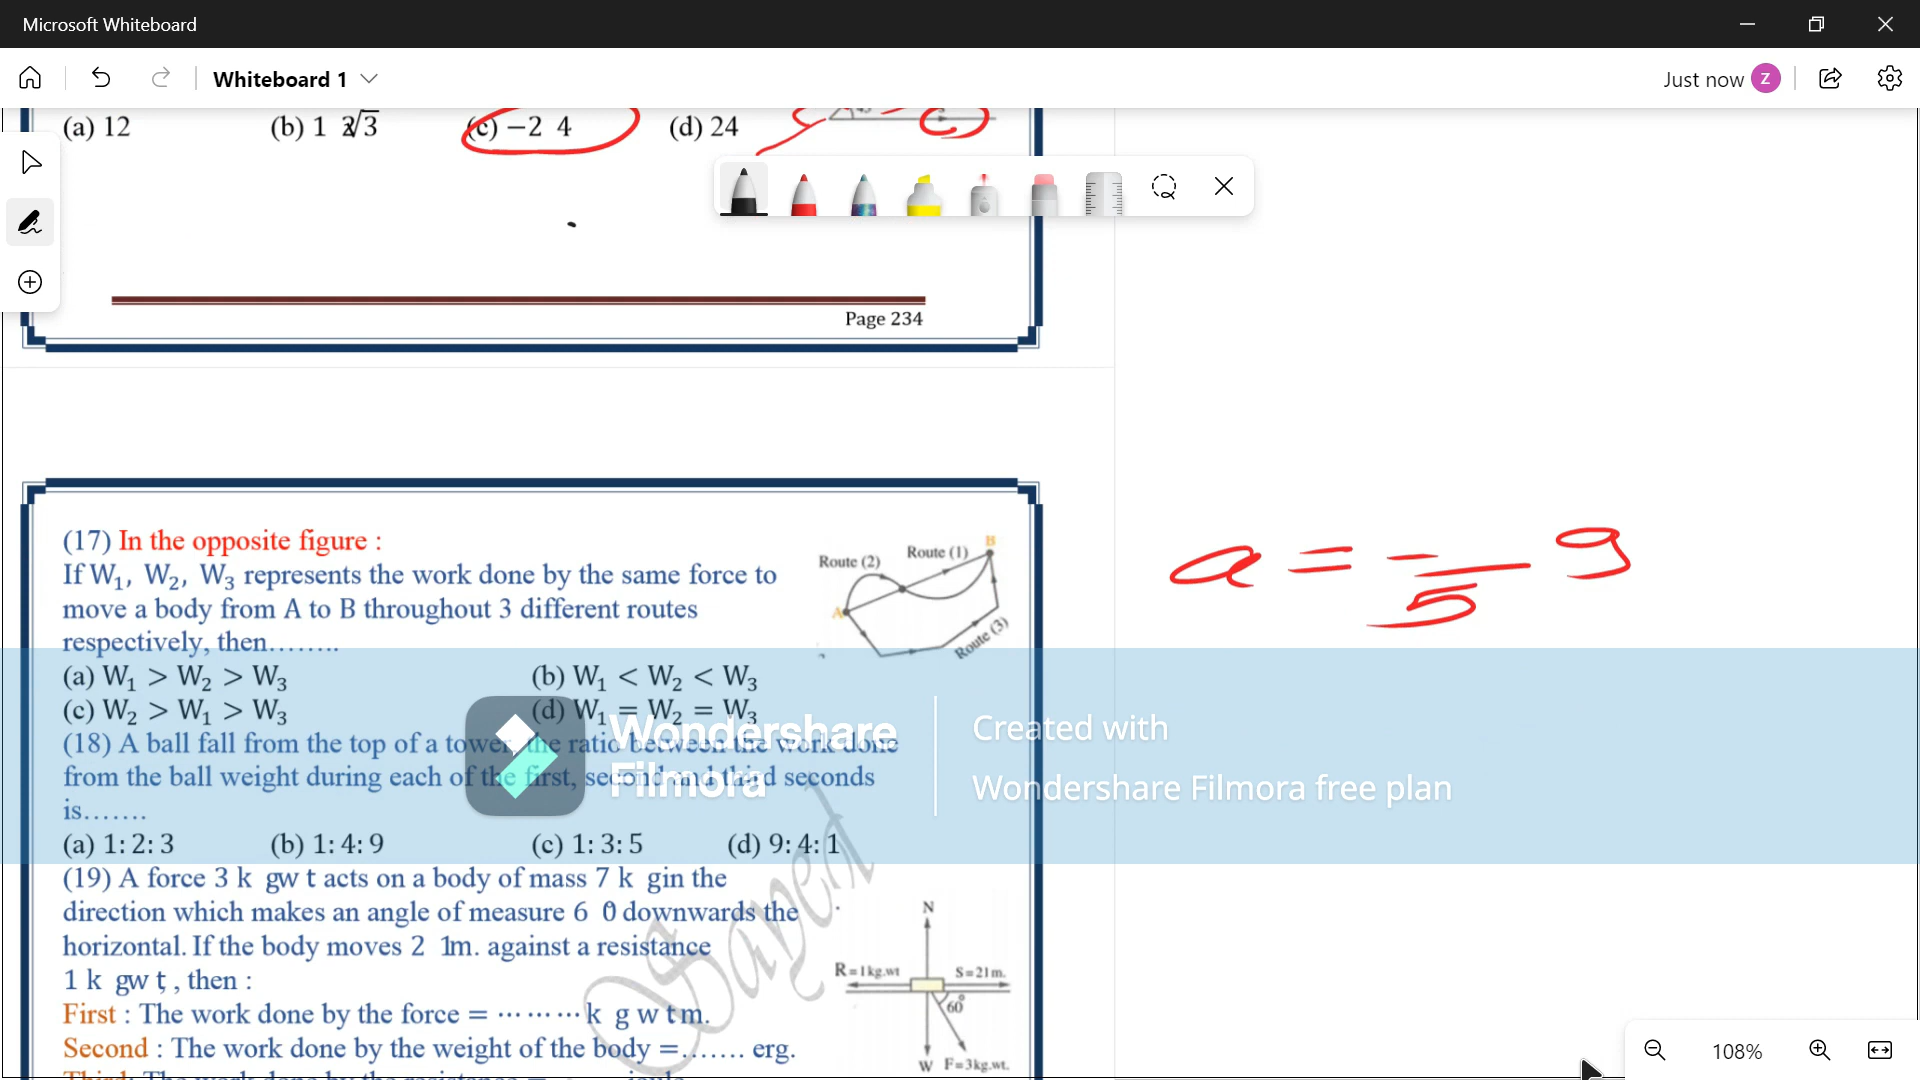 Microsoft Whiteboard
Whiteboard 1
Just now Z
(a) 12 (b) 1 2√3 (c) −2 4 (d) 24
Page 234
(17) In the opposite figure :
If W₁, W₂, W₃ represents the work done by the same force to
move a body from A to B throughout 3 different routes
respectively, then........
(a) W₁ > W₂ > W₃ (b) W₁ < W₂ < W₃
(c) W₂ > W₁ > W₃ (d) W₁ = W₂ = W₃
Route (2) Route (1) B
A
Route (3)
a = − — 9
5
(18) A ball fall from the top of a tower, the ratio between the work done
from the ball weight during each of the first, second and third seconds
is.......
(a) 1: 2: 3 (b) 1: 4: 9 (c) 1: 3: 5 (d) 9: 4: 1
Wondershare
Filmora
Created with
Wondershare Filmora free plan
(19) A force 3 k gw t acts on a body of mass 7 k gin the
direction which makes an angle of measure 6 0 downwards the
horizontal. If the body moves 2 1m. against a resistance
1 k gw t , then :
First : The work done by the force = ⋯⋯⋯k g w t m.
Second : The work done by the weight of the body =....... erg.
N
R=1kg.wt S=21m.
60°
W F=3kg.wt.
Sayed
108%